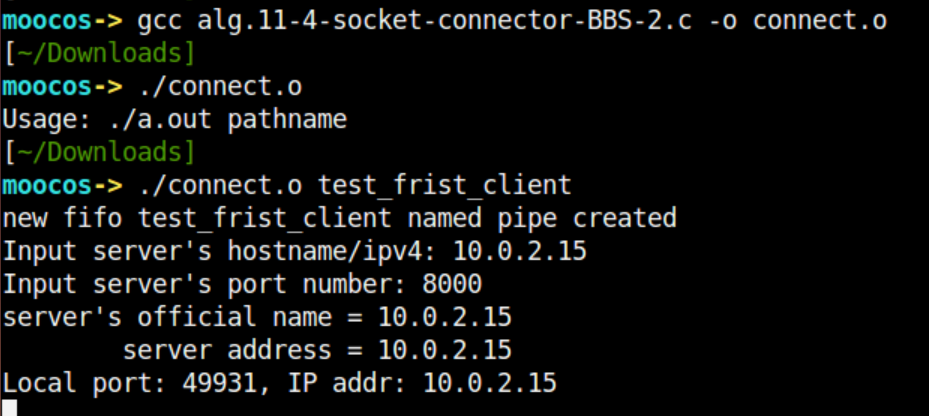 moocos-> gcc alg.11-4-socket-connector-BBS-2.c -o connect.o
[~/Downloads]
moocos-> ./connect.o
Usage: ./a.out pathname
[~/Downloads]
moocos-> ./connect.o test_frist_client
new fifo test_frist_client named pipe created
Input server's hostname/ipv4: 10.0.2.15
Input server's port number: 8000
server's official name = 10.0.2.15
        server address = 10.0.2.15
Local port: 49931, IP addr: 10.0.2.15